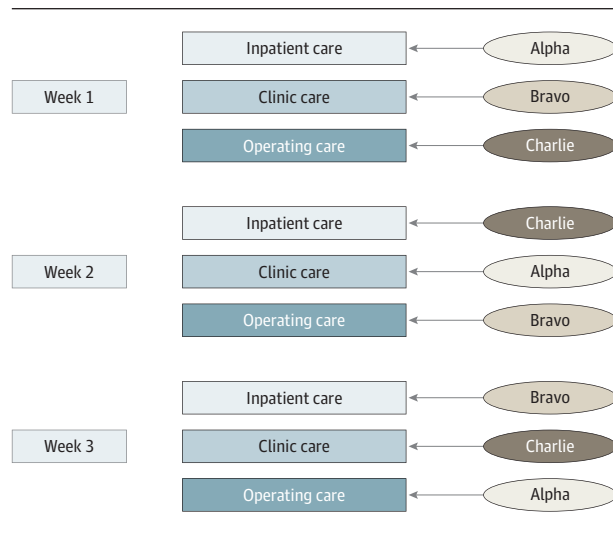 Inpatient care Alpha
Week 1 Clinic care Bravo
Operating care Charlie
Inpatient care Charlie
Week 2 Clinic care Alpha
Operating care Bravo
Inpatient care Bravo
Week 3 Clinic care Charlie
Operating care Alpha